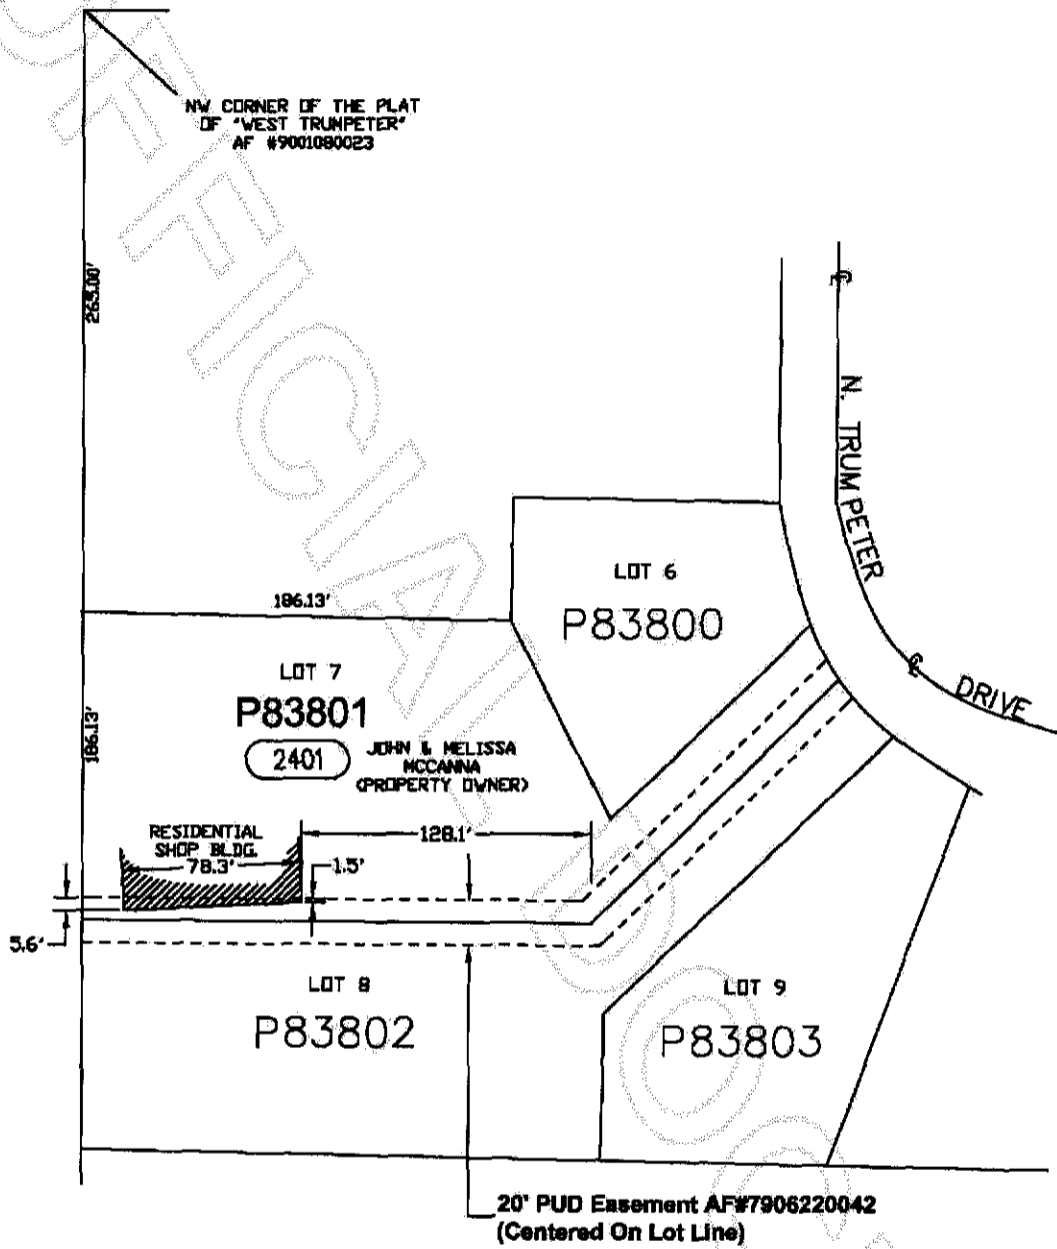 NW CORNER OF THE PLAT
OF "WEST TRUMPETER"
AF #9001080023
265.00'
N. TRUMPETER
DRIVE
LOT 6
P83800
186.13'
LOT 7
P83801
2401
JOHN & MELISSA
MCCANNA
(PROPERTY OWNER)
186.13'
RESIDENTIAL
SHOP BLDG.
78.3'
128.1'
1.5'
5.6'
LOT 8
P83802
LOT 9
P83803
20' PUD Easement AF#7906220042
(Centered On Lot Line)